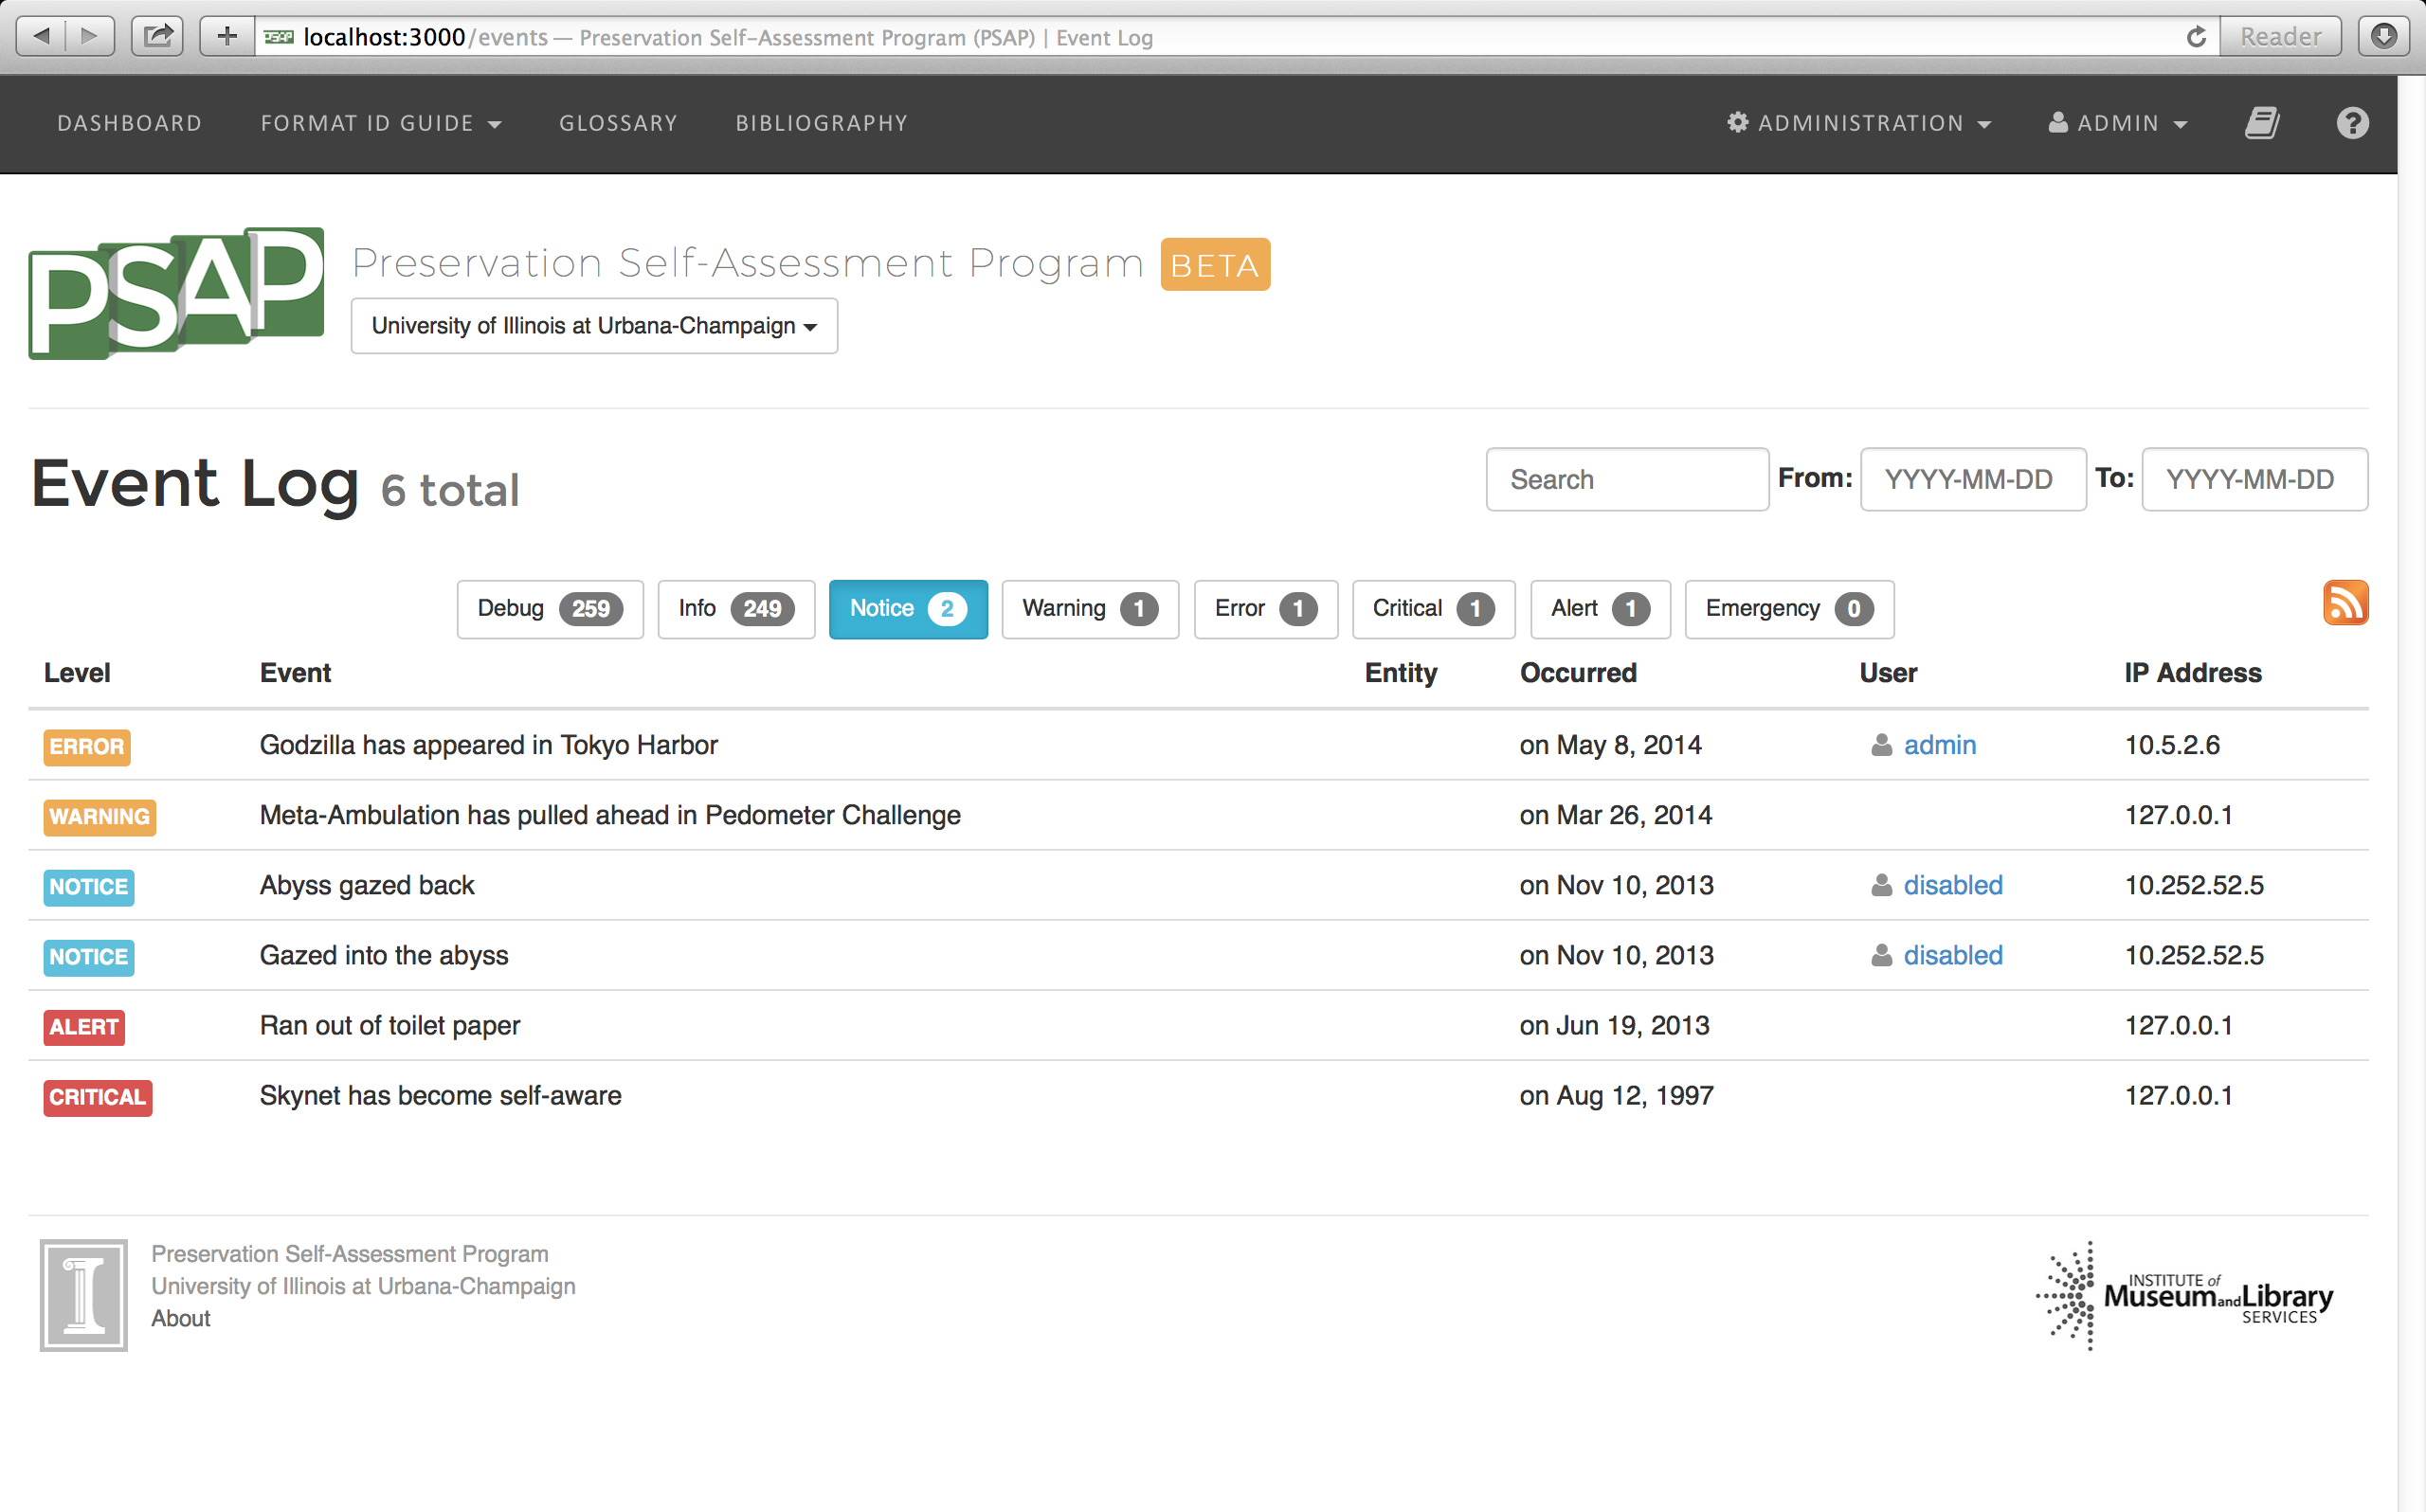 localhost:3000/events — Preservation Self-Assessment Program (PSAP) | Event Log
Reader
DASHBOARD FORMAT ID GUIDE GLOSSARY BIBLIOGRAPHY ADMINISTRATION ADMIN ?
PSAP
Preservation Self-Assessment Program BETA
University of Illinois at Urbana-Champaign
Event Log 6 total
Search From: YYYY-MM-DD To: YYYY-MM-DD
Debug 259 Info 249 Notice 2 Warning 1 Error 1 Critical 1 Alert 1 Emergency 0
Level Event Entity Occurred User IP Address
ERROR Godzilla has appeared in Tokyo Harbor on May 8, 2014 admin 10.5.2.6
WARNING Meta-Ambulation has pulled ahead in Pedometer Challenge on Mar 26, 2014 127.0.0.1
NOTICE Abyss gazed back on Nov 10, 2013 disabled 10.252.52.5
NOTICE Gazed into the abyss on Nov 10, 2013 disabled 10.252.52.5
ALERT Ran out of toilet paper on Jun 19, 2013 127.0.0.1
CRITICAL Skynet has become self-aware on Aug 12, 1997 127.0.0.1
Preservation Self-Assessment Program
University of Illinois at Urbana-Champaign
About
I
INSTITUTE of
Museum and Library
SERVICES